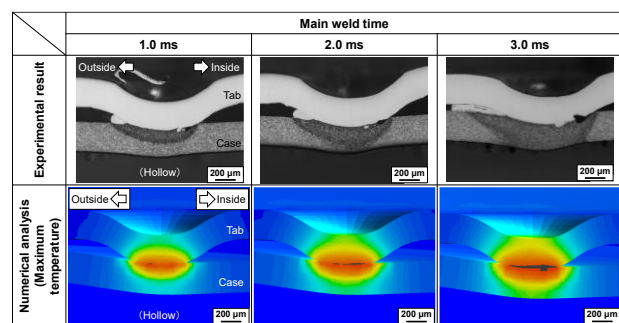 Main weld time
1.0 ms
2.0 ms
3.0 ms
Experimental result
Outside
Inside
Tab
Case
(Hollow)
200 μm
200 μm
200 μm
Numerical analysis
(Maximum
temperature)
Outside
Inside
Tab
Case
(Hollow)
200 μm
200 μm
200 μm